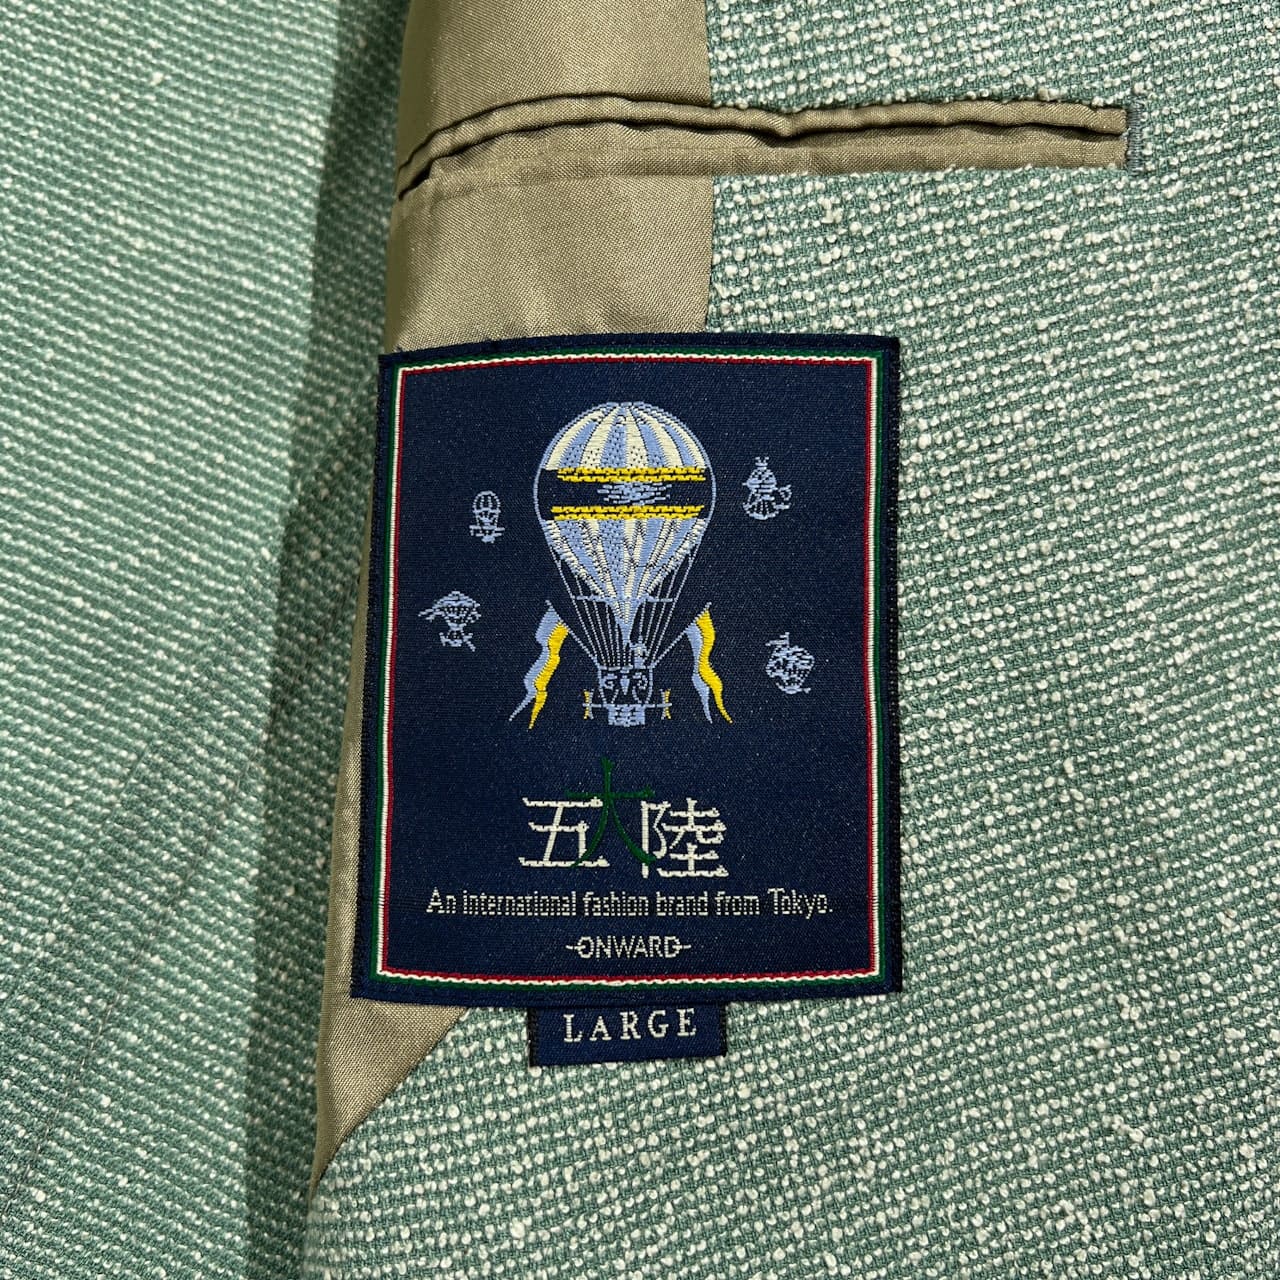 五大陸
An international fashion brand from Tokyo.
ONWARD
LARGE